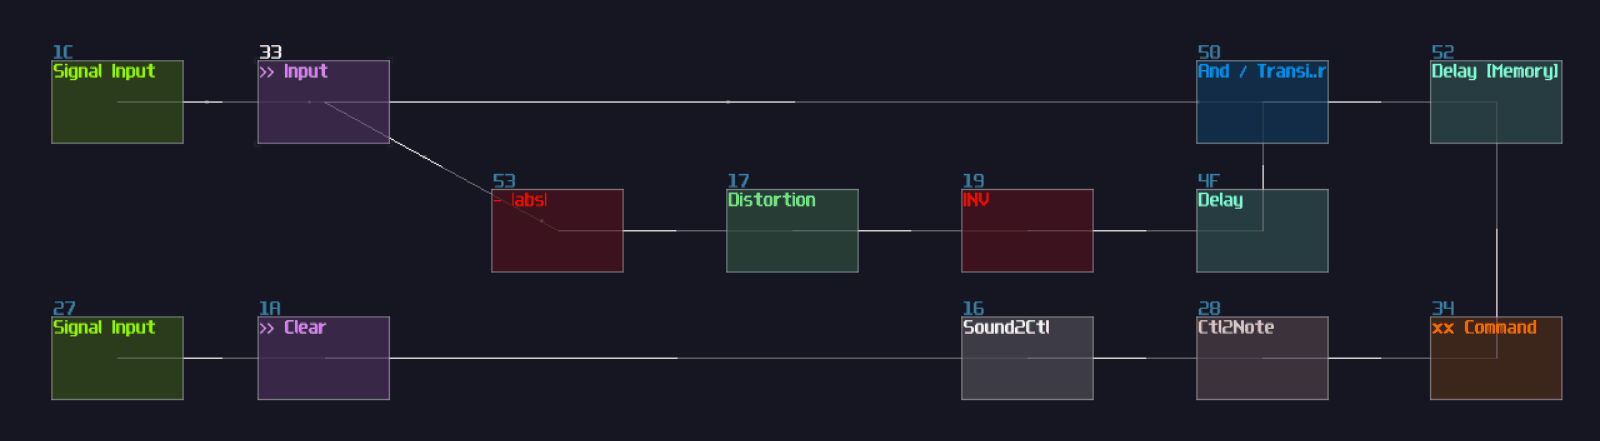 1C
Signal Input
33
>> Input
50
And / Transi..r
52
Delay [Memory]
53
- |abs|
17
Distortion
19
INV
4F
Delay
27
Signal Input
1A
>> Clear
16
Sound2Ctl
28
Ctl2Note
34
xx Command